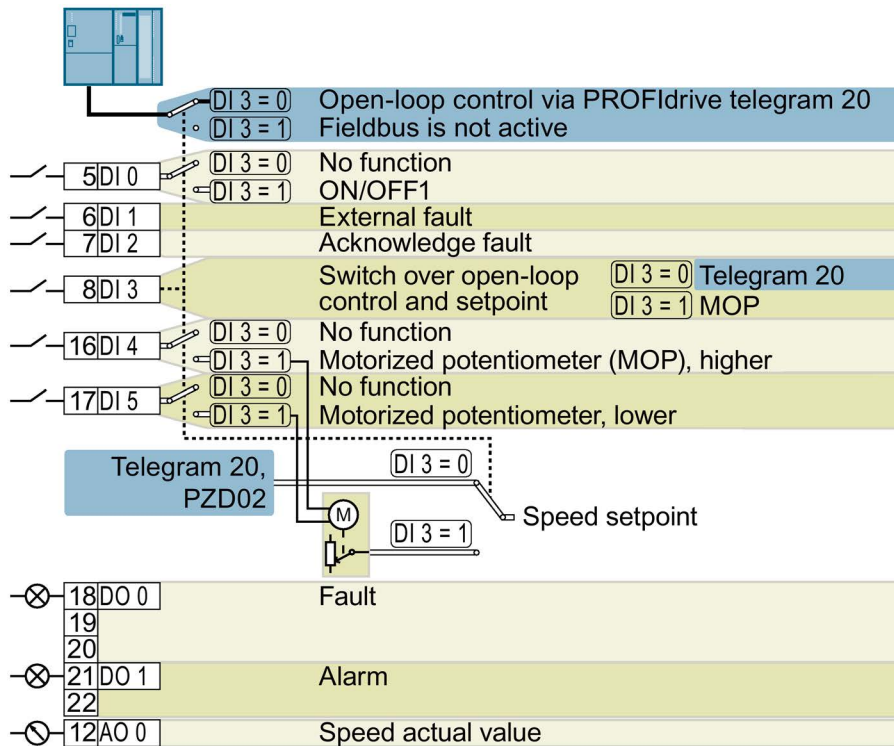 DI 3 = 0 Open-loop control via PROFIdrive telegram 20
DI 3 = 1 Fieldbus is not active
5 DI 0 DI 3 = 0 No function
DI 3 = 1 ON/OFF1
6 DI 1 External fault
7 DI 2 Acknowledge fault
8 DI 3 Switch over open-loop DI 3 = 0 Telegram 20
control and setpoint DI 3 = 1 MOP
16 DI 4 DI 3 = 0 No function
DI 3 = 1 Motorized potentiometer (MOP), higher
17 DI 5 DI 3 = 0 No function
DI 3 = 1 Motorized potentiometer, lower
Telegram 20, DI 3 = 0
PZD02
M Speed setpoint
DI 3 = 1
18 DO 0 Fault
19
20
21 DO 1 Alarm
22
12 AO 0 Speed actual value